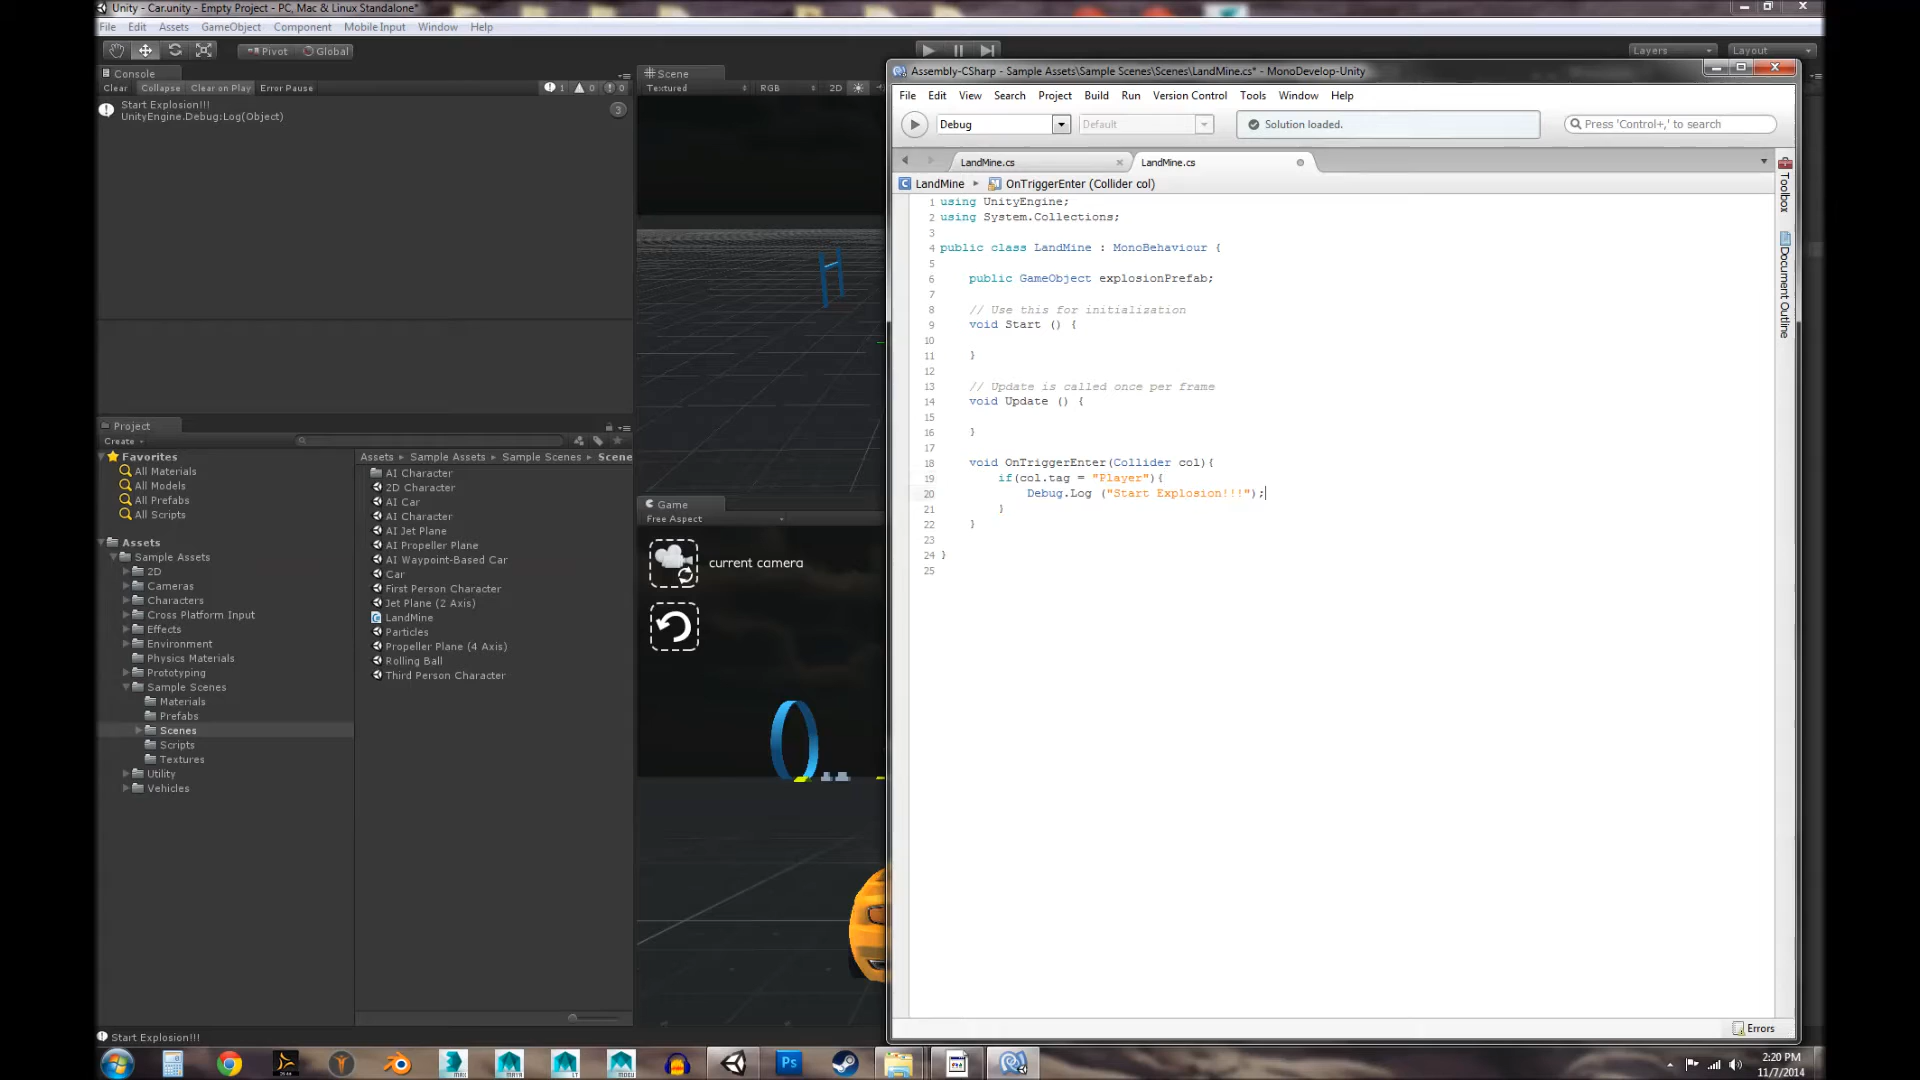 Unity - Car.unity - Empty Project - PC, Mac & Linux Standalone*
File Edit Assets GameObject Component Mobile Input Window Help
Pivot Global
Layers Layout
Console
Clear Collapse Clear on Play Error Pause 1 0 0
Start Explosion!!!
UnityEngine.Debug:Log(Object)
3
Scene
Textured RGB 2D
Project
Create
Favorites
All Materials
All Models
All Prefabs
All Scripts
Assets
Sample Assets
2D
Cameras
Characters
Cross Platform Input
Effects
Environment
Physics Materials
Prototyping
Sample Scenes
Materials
Prefabs
Scenes
Scripts
Textures
Utility
Vehicles
Assets Sample Assets Sample Scenes Scene
AI Character
2D Character
AI Car
AI Character
AI Jet Plane
AI Propeller Plane
AI Waypoint-Based Car
Car
First Person Character
Jet Plane (2 Axis)
LandMine
Particles
Propeller Plane (4 Axis)
Rolling Ball
Third Person Character
Game
Free Aspect
current camera
Start Explosion!!!
Assembly-CSharp - Sample Assets\Sample Scenes\Scenes\LandMine.cs* - MonoDevelop-Unity
File Edit View Search Project Build Run Version Control Tools Window Help
Debug Default Solution loaded. Press 'Control+,' to search
LandMine.cs LandMine.cs
LandMine OnTriggerEnter (Collider col)
1 using UnityEngine;
2 using System.Collections;
3
4 public class LandMine : MonoBehaviour {
5
6 public GameObject explosionPrefab;
7
8 // Use this for initialization
9 void Start () {
10
11 }
12
13 // Update is called once per frame
14 void Update () {
15
16 }
17
18 void OnTriggerEnter(Collider col){
19 if(col.tag = "Player"){
20 Debug.Log ("Start Explosion!!!");
21 }
22 }
23
24 }
25
Toolbox
Document Outline
Errors
Ps
2:20 PM
11/7/2014